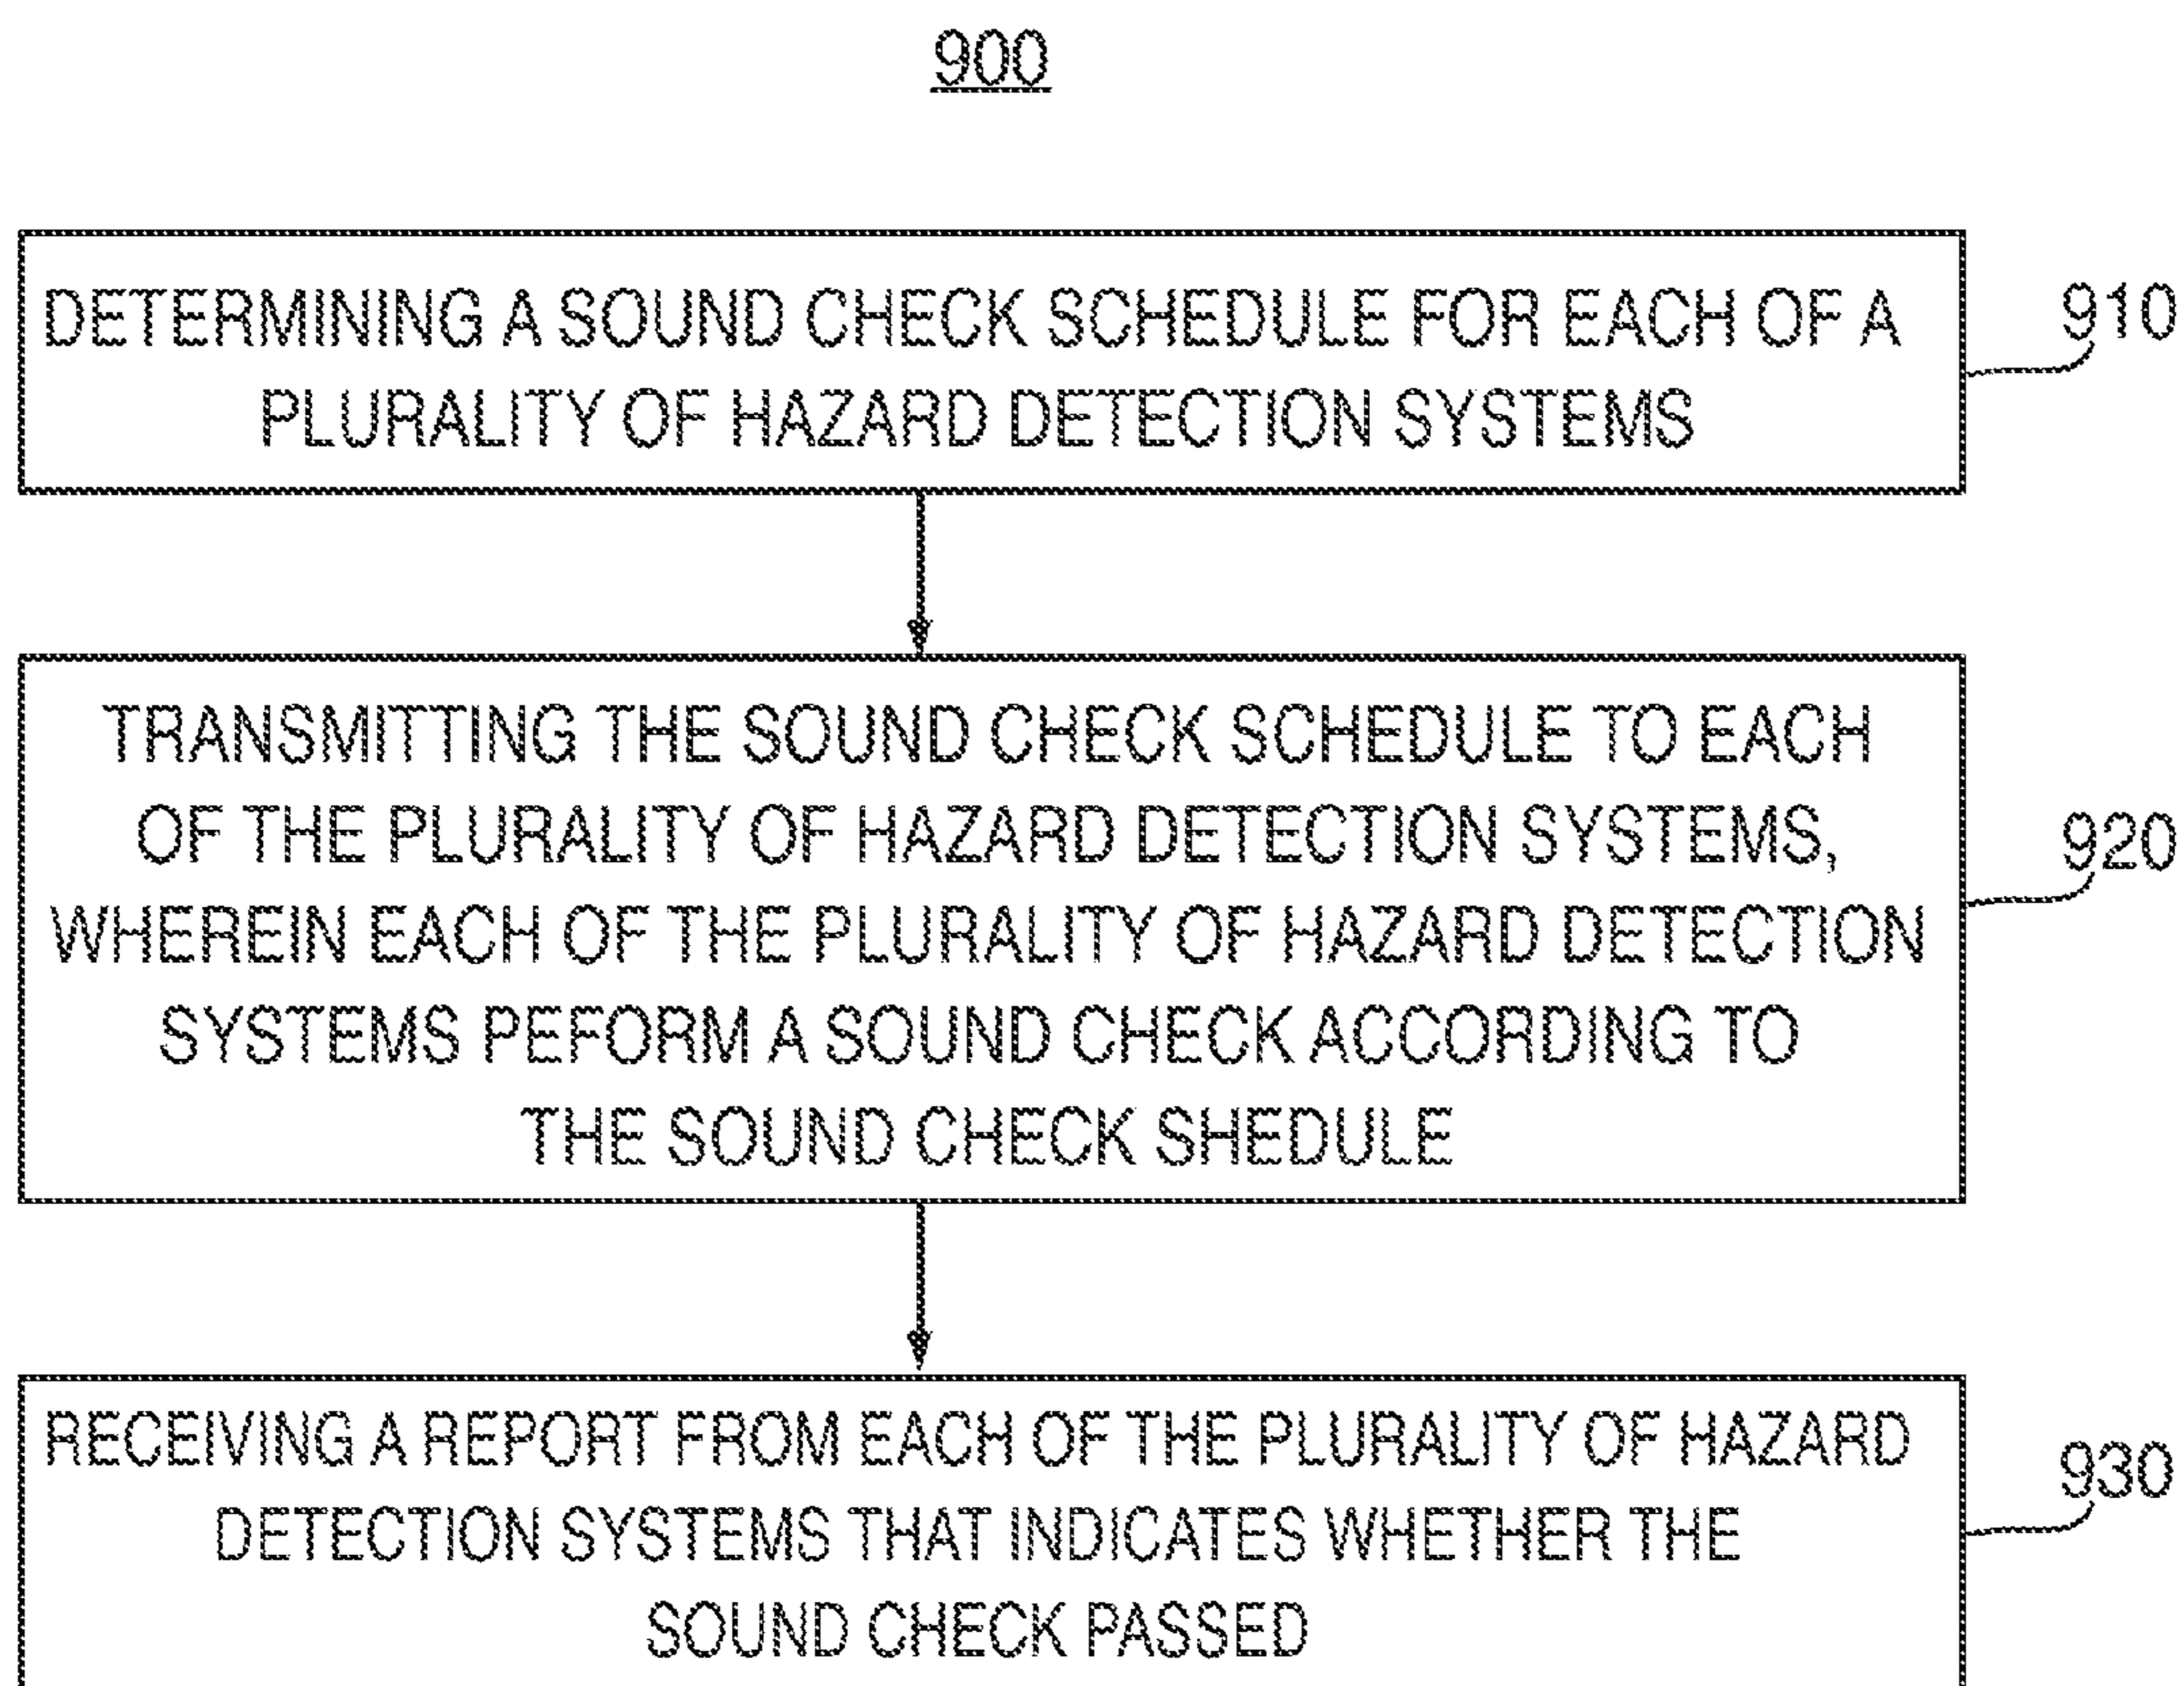 900
DETERMINING A SOUND CHECK SCHEDULE FOR EACH OF A
PLURALITY OF HAZARD DETECTION SYSTEMS
910
TRANSMITTING THE SOUND CHECK SCHEDULE TO EACH
OF THE PLURALITY OF HAZARD DETECTION SYSTEMS,
WHEREIN EACH OF THE PLURALITY OF HAZARD DETECTION
SYSTEMS PEFORM A SOUND CHECK ACCORDING TO
THE SOUND CHECK SHEDULE
920
RECEIVING A REPORT FROM EACH OF THE PLURALITY OF HAZARD
DETECTION SYSTEMS THAT INDICATES WHETHER THE
SOUND CHECK PASSED
930